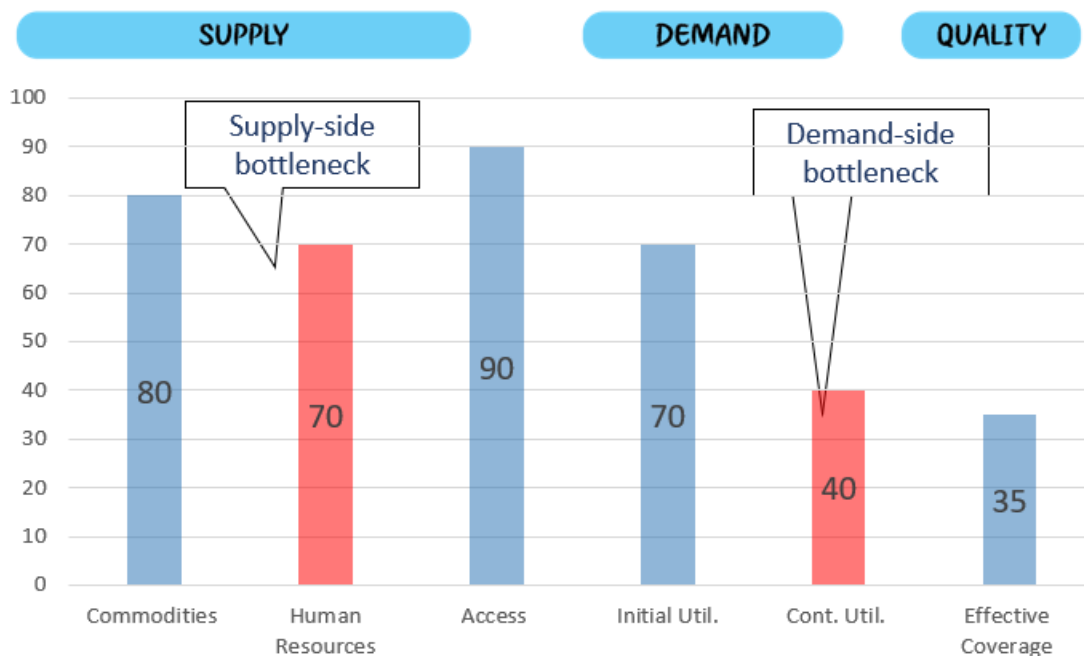 SUPPLY
DEMAND
QUALITY
100
90
80
70
60
50
40
30
20
10
0
Supply-side
bottleneck
Demand-side
bottleneck
80
70
90
70
40
35
Commodities
Human
Resources
Access
Initial Util.
Cont. Util.
Effective
Coverage